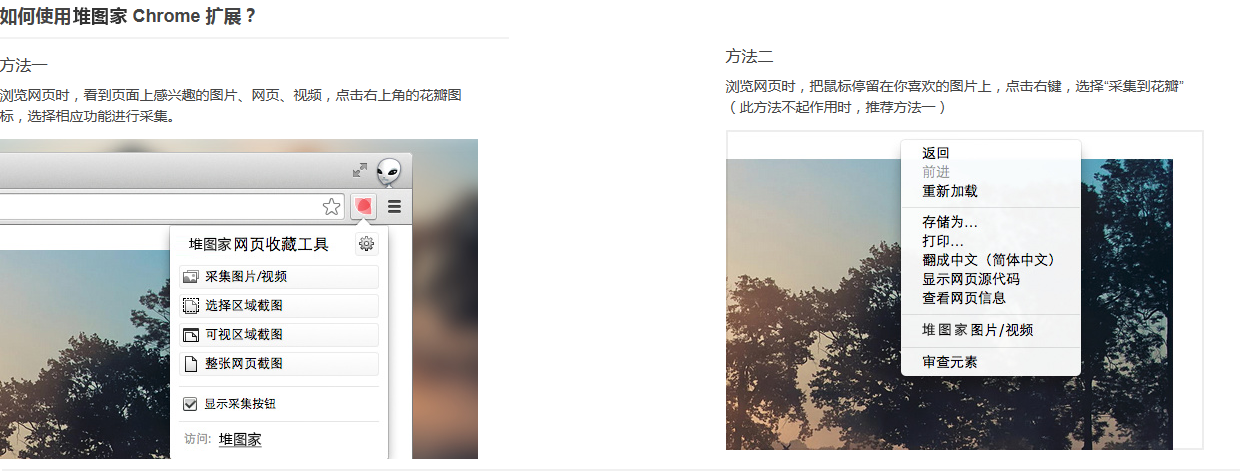 如何使用堆图家 Chrome 扩展？
方法一
浏览网页时，看到页面上感兴趣的图片、网页、视频，点击右上角的花瓣图
标，选择相应功能进行采集。
堆图家网页收藏工具
采集图片/视频
选择区域截图
可视区域截图
整张网页截图
显示采集按钮
访问: 堆图家
方法二
浏览网页时，把鼠标停留在你喜欢的图片上，点击右键，选择“采集到花瓣”
（此方法不起作用时，推荐方法一）
返回
前进
重新加载
存储为...
打印...
翻成中文（简体中文）
显示网页源代码
查看网页信息
堆图家图片/视频
审查元素